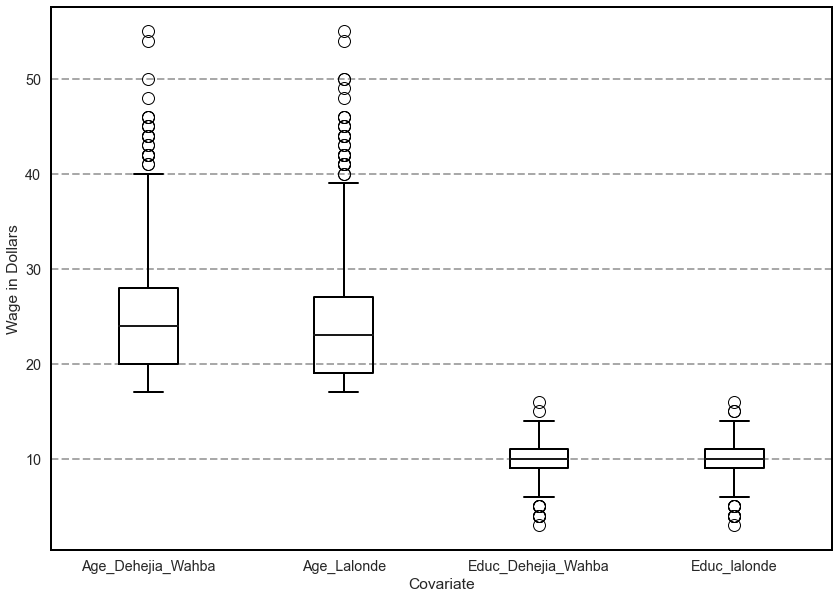 50
40
30
20
10
Wage in Dollars
Age_Dehejia_Wahba
Age_Lalonde
Educ_Dehejia_Wahba
Educ_lalonde
Covariate